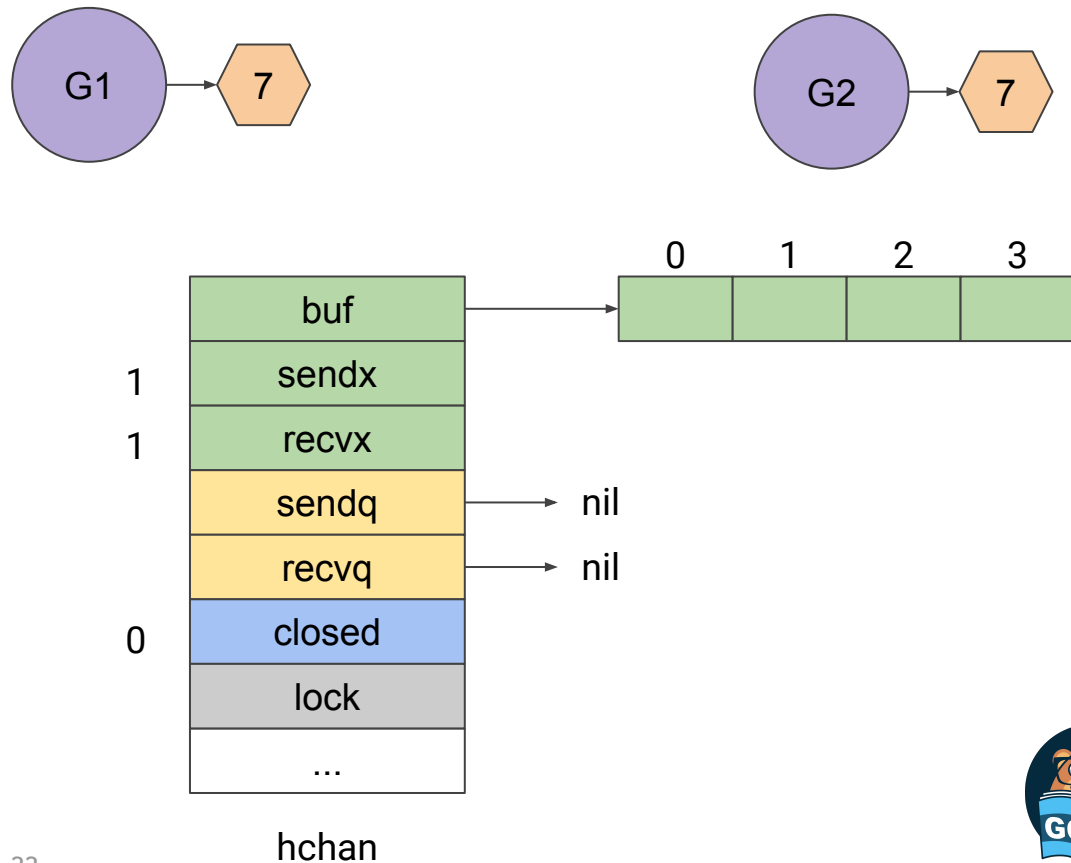 G1
7
G2
7
0 1 2 3
buf
1 sendx
1 recvx
sendq nil
recvq nil
0 closed
lock
...
hchan